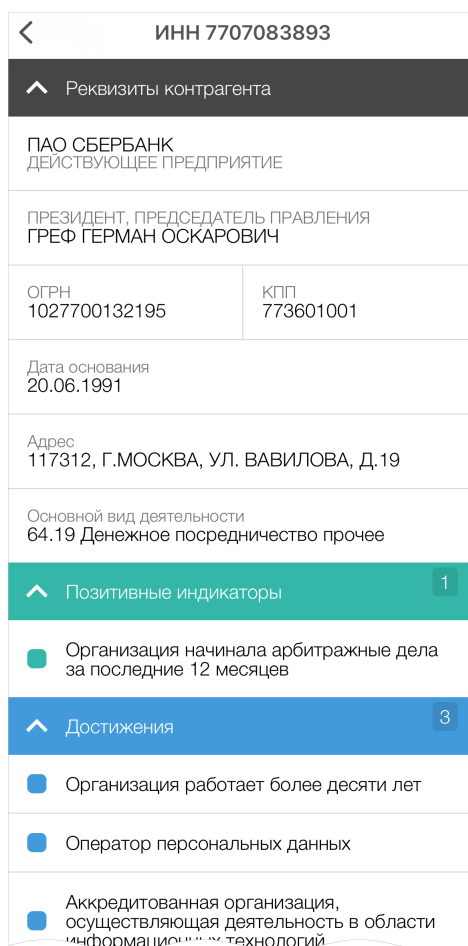 ИНН 7707083893
Реквизиты контрагента
ПАО СБЕРБАНК
ДЕЙСТВУЮЩЕЕ ПРЕДПРИЯТИЕ
ПРЕЗИДЕНТ, ПРЕДСЕДАТЕЛЬ ПРАВЛЕНИЯ
ГРЕФ ГЕРМАН ОСКАРОВИЧ
ОГРН
1027700132195
КПП
773601001
Дата основания
20.06.1991
Адрес
117312, Г.МОСКВА, УЛ. ВАВИЛОВА, Д.19
Основной вид деятельности
64.19 Денежное посредничество прочее
Позитивные индикаторы 1
Организация начинала арбитражные дела
за последние 12 месяцев
Достижения 3
Организация работает более десяти лет
Оператор персональных данных
Аккредитованная организация,
осуществляющая деятельность в области
информационных технологий